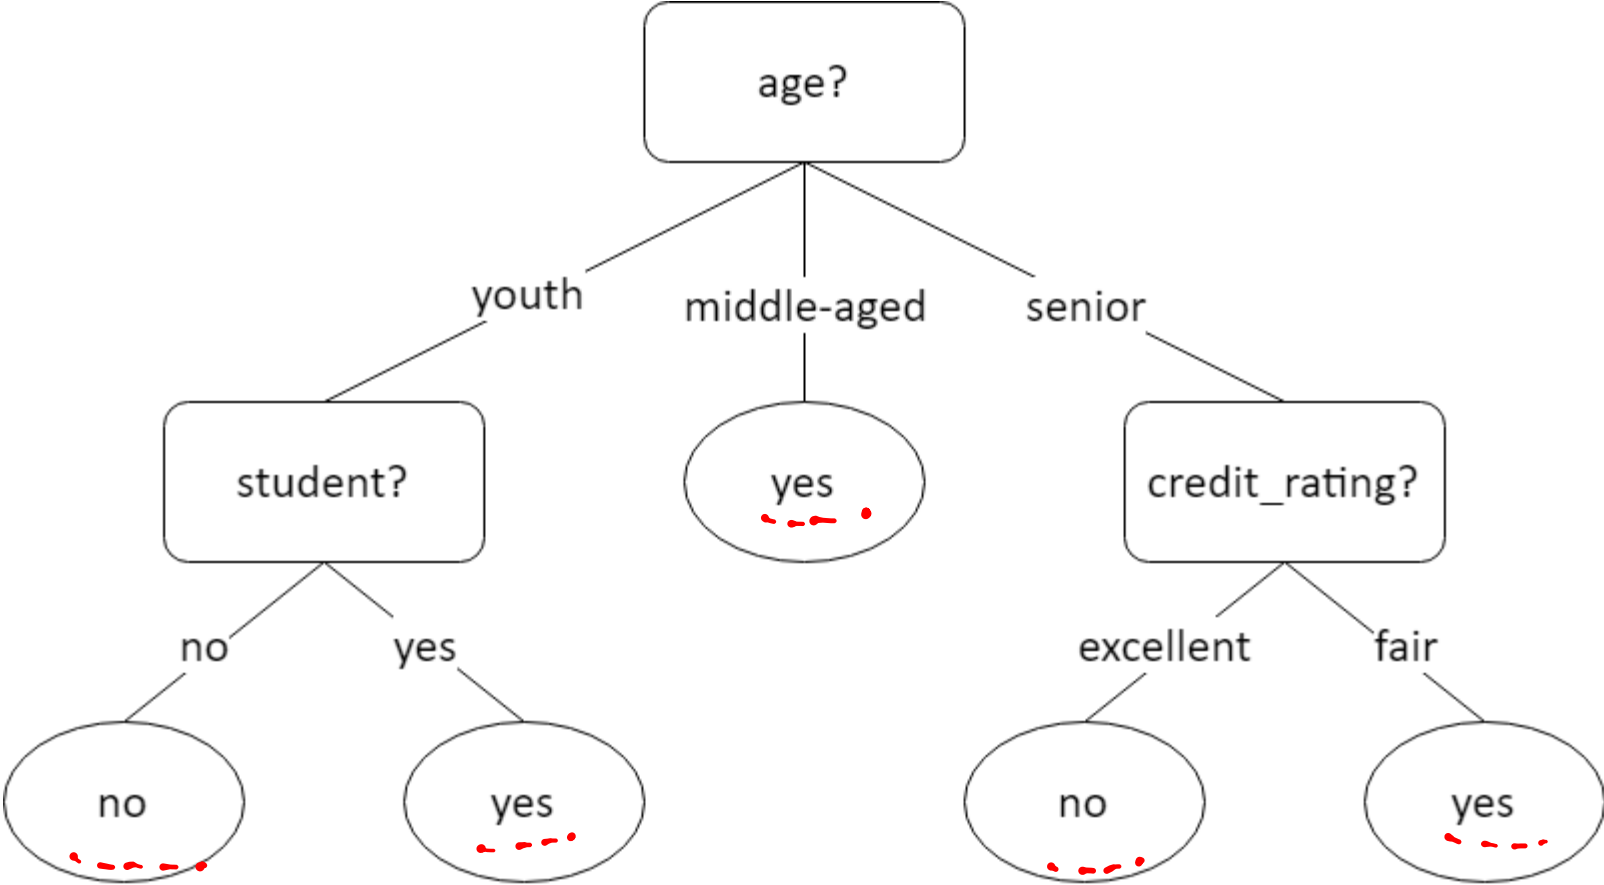 age?
youth
middle-aged
senior
student?
yes
credit_rating?
no
yes
excellent
fair
no
yes
no
yes